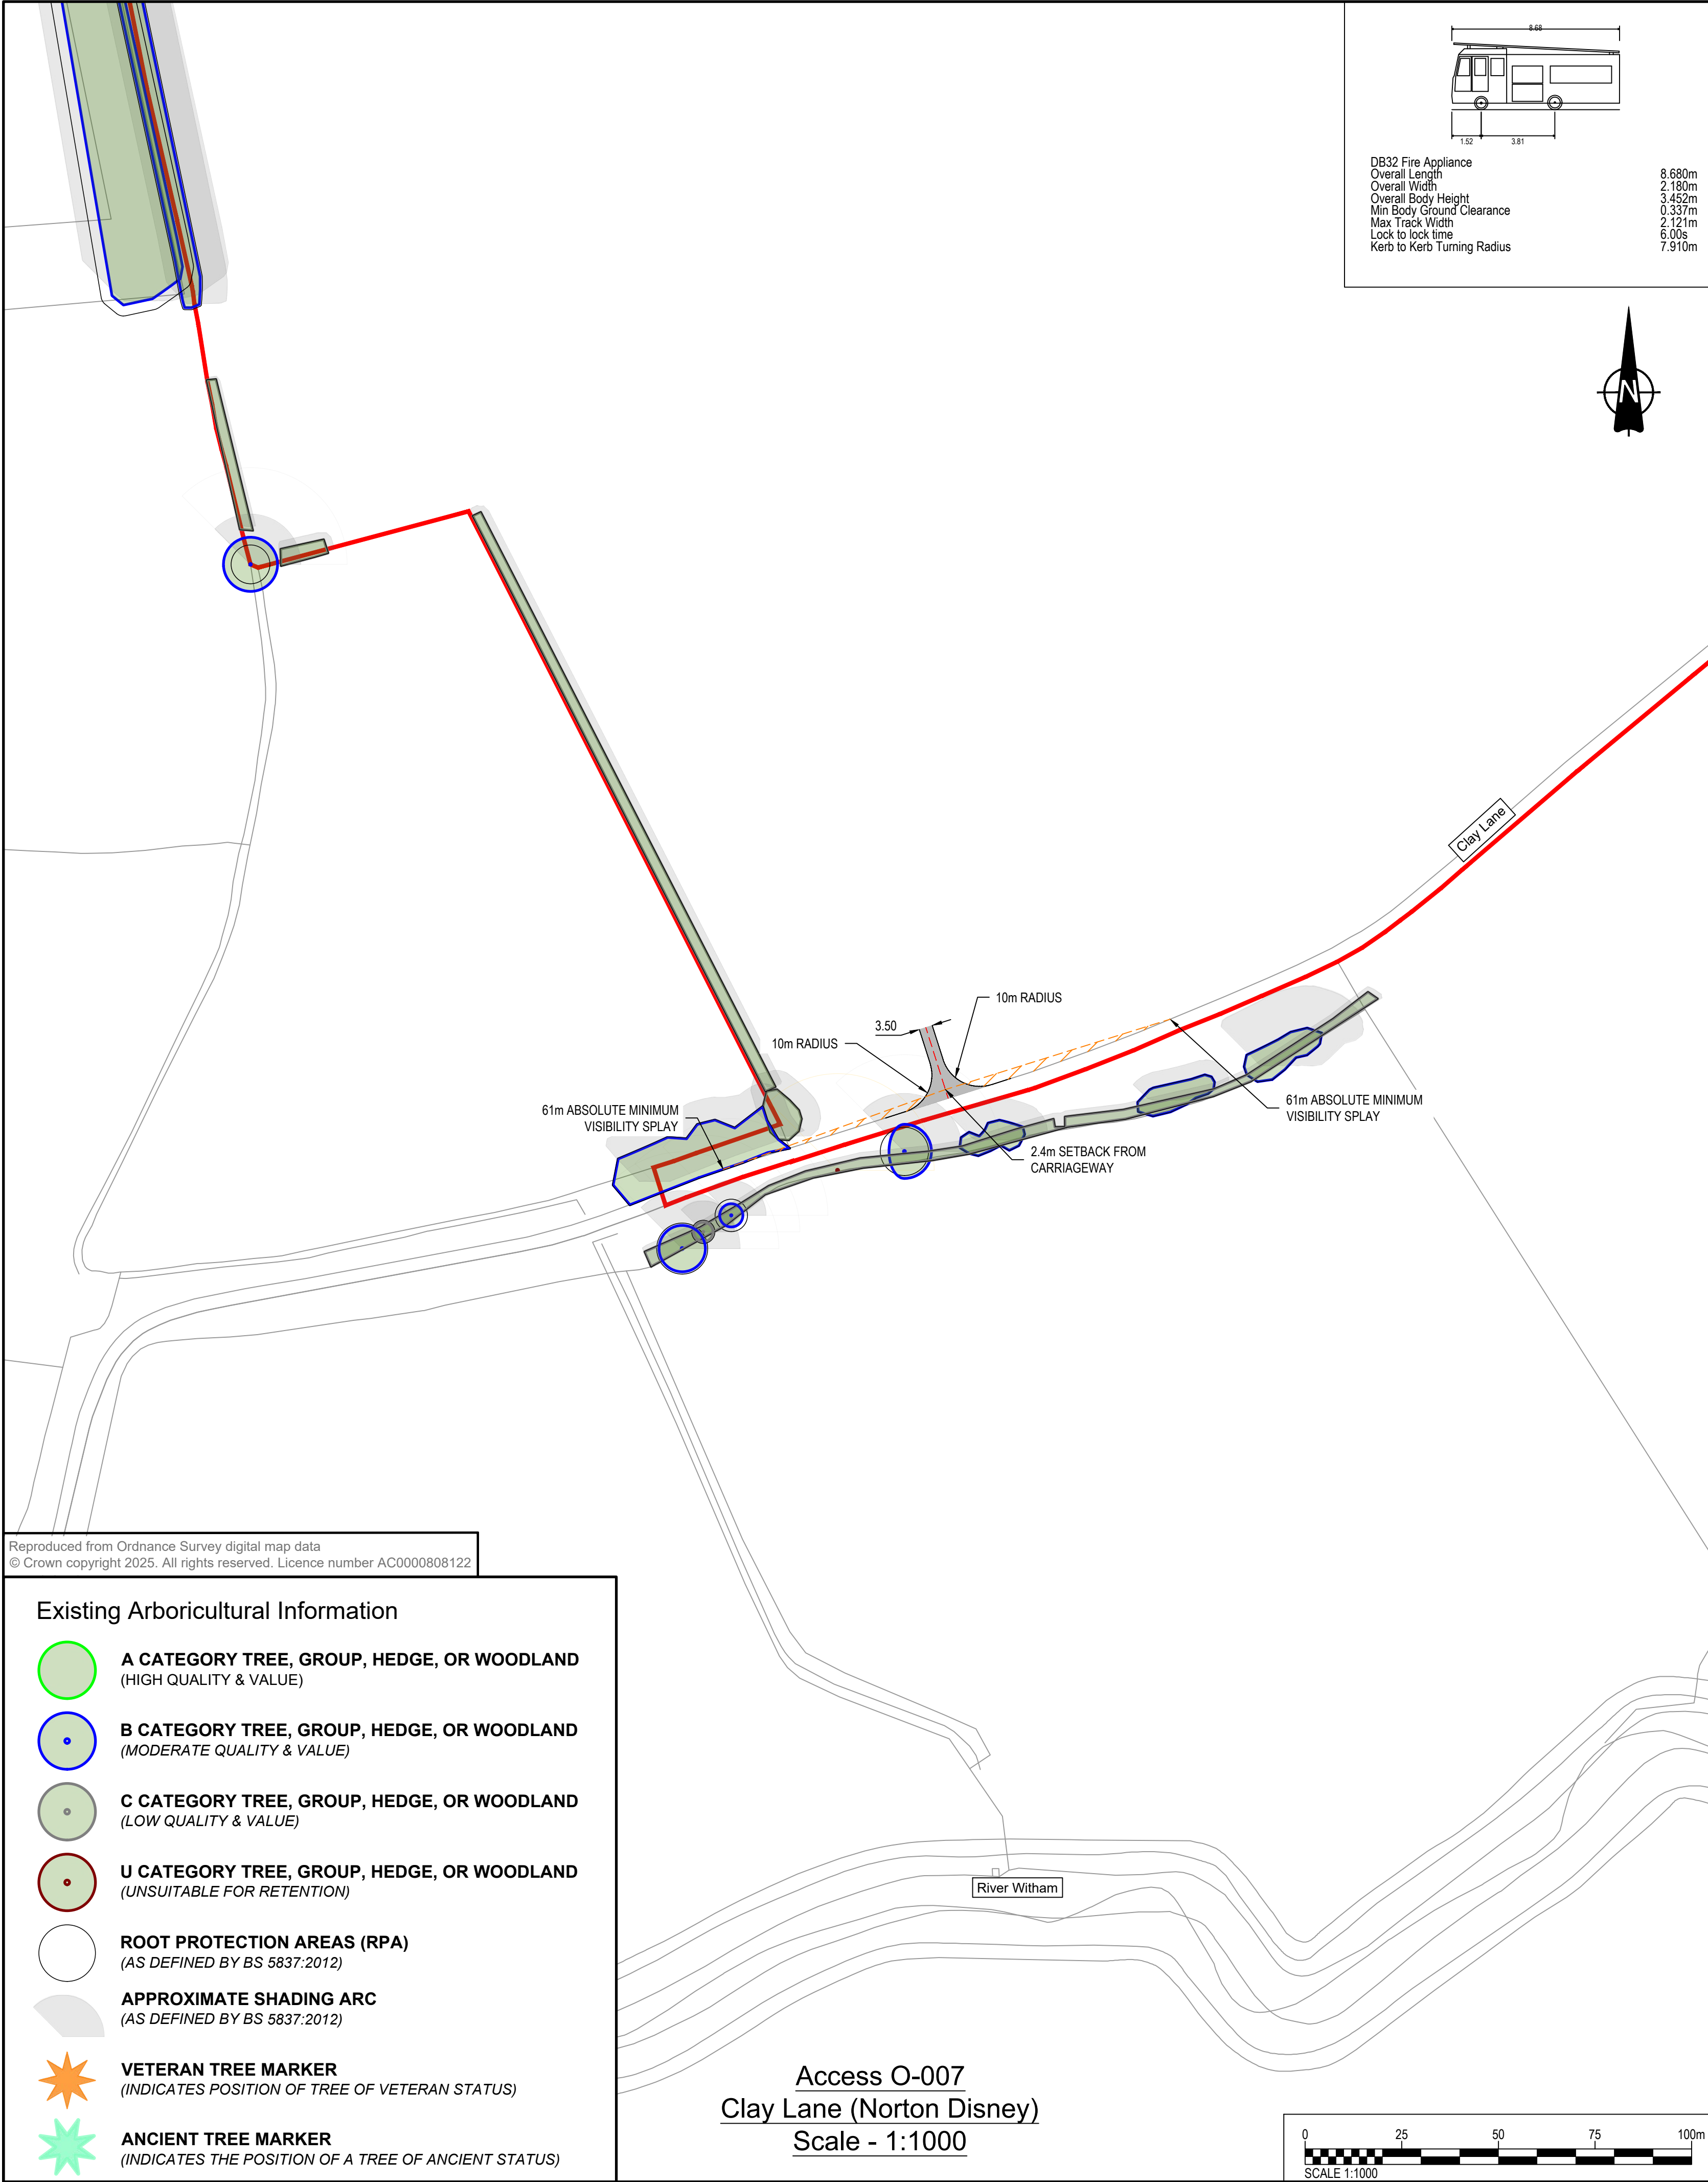 8.68
1.52
3.81
DB32 Fire Appliance
Overall Length 8.680m
Overall Width 2.180m
Overall Body Height 3.452m
Min Body Ground Clearance 0.337m
Max Track Width 2.121m
Lock to lock time 6.00s
Kerb to Kerb Turning Radius 7.910m
N
Clay Lane
10m RADIUS
3.50
10m RADIUS
61m ABSOLUTE MINIMUM
VISIBILITY SPLAY
61m ABSOLUTE MINIMUM
VISIBILITY SPLAY
2.4m SETBACK FROM
CARRIAGEWAY
Reproduced from Ordnance Survey digital map data
© Crown copyright 2025. All rights reserved. Licence number AC0000808122
Existing Arboricultural Information
A CATEGORY TREE, GROUP, HEDGE, OR WOODLAND
(HIGH QUALITY & VALUE)
B CATEGORY TREE, GROUP, HEDGE, OR WOODLAND
(MODERATE QUALITY & VALUE)
C CATEGORY TREE, GROUP, HEDGE, OR WOODLAND
(LOW QUALITY & VALUE)
U CATEGORY TREE, GROUP, HEDGE, OR WOODLAND
(UNSUITABLE FOR RETENTION)
ROOT PROTECTION AREAS (RPA)
(AS DEFINED BY BS 5837:2012)
APPROXIMATE SHADING ARC
(AS DEFINED BY BS 5837:2012)
VETERAN TREE MARKER
(INDICATES POSITION OF TREE OF VETERAN STATUS)
ANCIENT TREE MARKER
(INDICATES THE POSITION OF A TREE OF ANCIENT STATUS)
River Witham
Access O-007
Clay Lane (Norton Disney)
Scale - 1:1000
0 25 50 75 100m
SCALE 1:1000